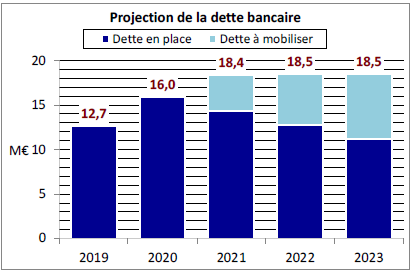 Projection de la dette bancaire
Dette en place Dette à mobiliser
20
15
M€ 10
5
0
12,7
16,0
18,4
18,5
18,5
2019 2020 2021 2022 2023